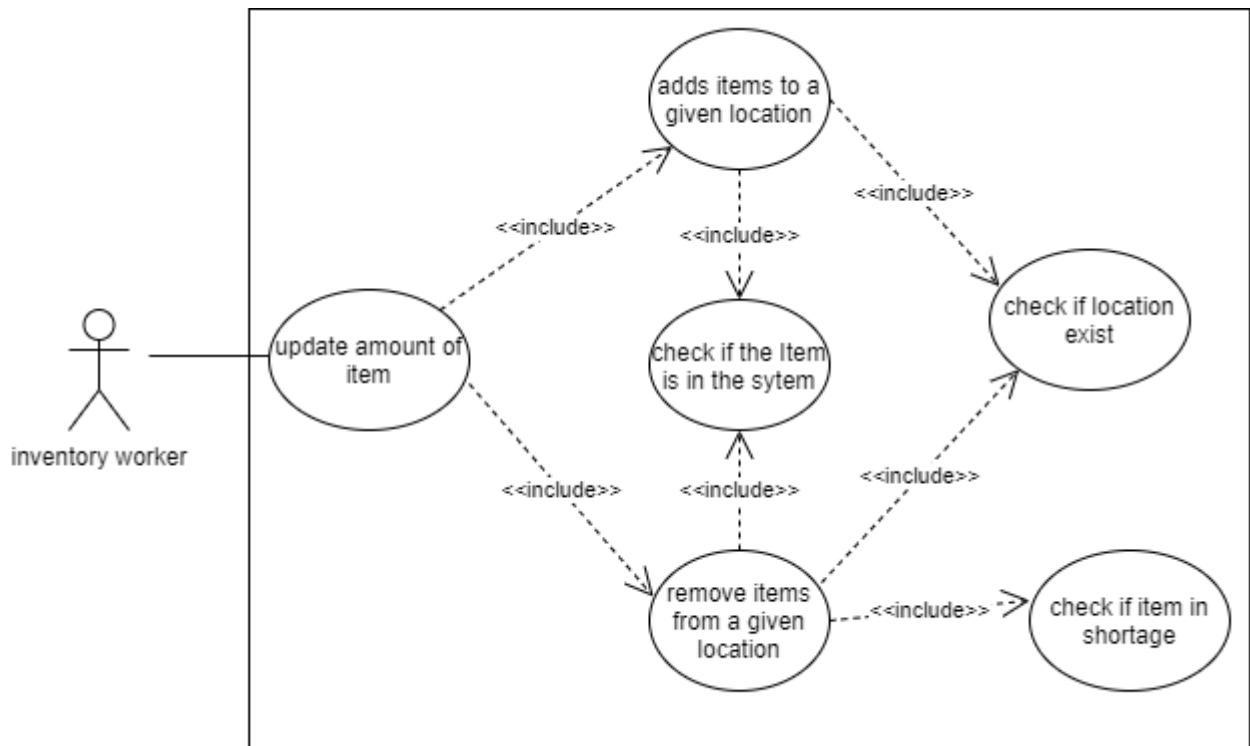 adds items to a
given location
<<include>>
<<include>>
<<include>>
check if location
exist
update amount of
item
check if the Item
is in the sytem
inventory worker
<<include>>
<<include>>
<<include>>
remove items
from a given
location
<<include>>
check if item in
shortage